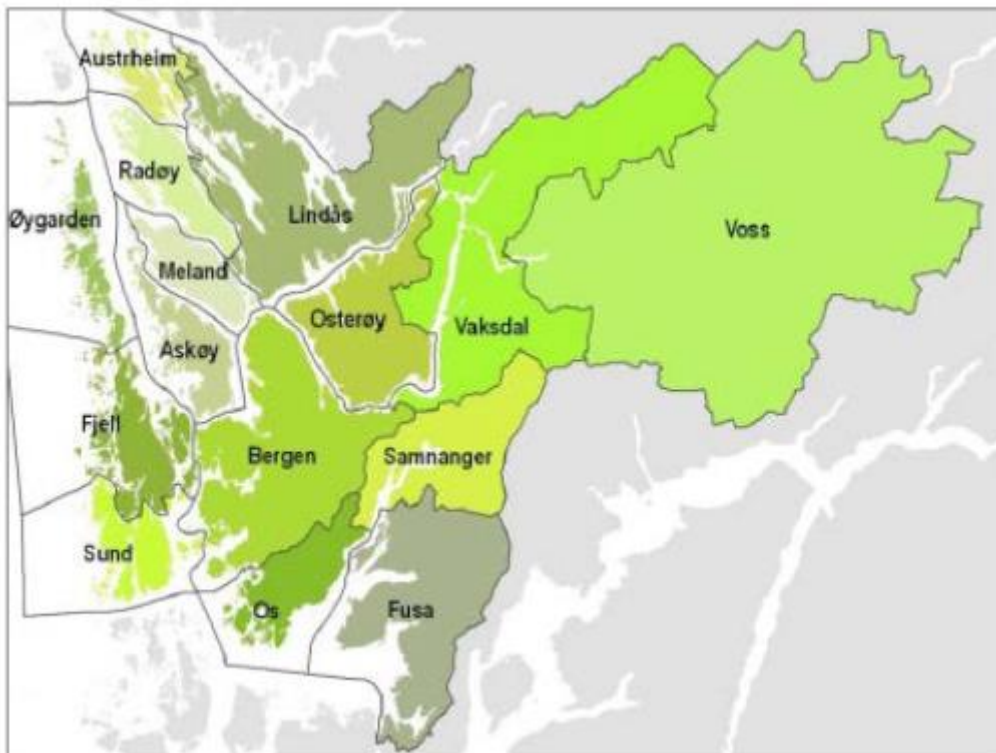 Austrheim
Radøy
Øygarden
Lindås
Voss
Meland
Osterøy
Vaksdal
Askøy
Fjell
Bergen
Samnanger
Sund
Os
Fusa